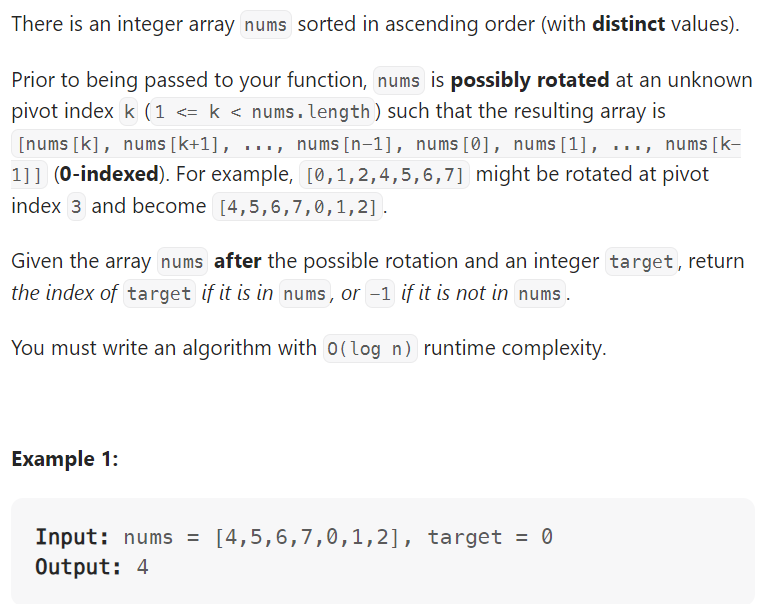 There is an integer array nums sorted in ascending order (with distinct values).
Prior to being passed to your function, nums is possibly rotated at an unknown
pivot index k (1 <= k < nums.length) such that the resulting array is
[nums[k], nums[k+1], ..., nums[n-1], nums[0], nums[1], ..., nums[k-
1]] (0-indexed). For example, [0,1,2,4,5,6,7] might be rotated at pivot
index 3 and become [4,5,6,7,0,1,2].
Given the array nums after the possible rotation and an integer target, return
the index of target if it is in nums, or -1 if it is not in nums.
You must write an algorithm with O(log n) runtime complexity.
Example 1:
Input: nums = [4,5,6,7,0,1,2], target = 0
Output: 4